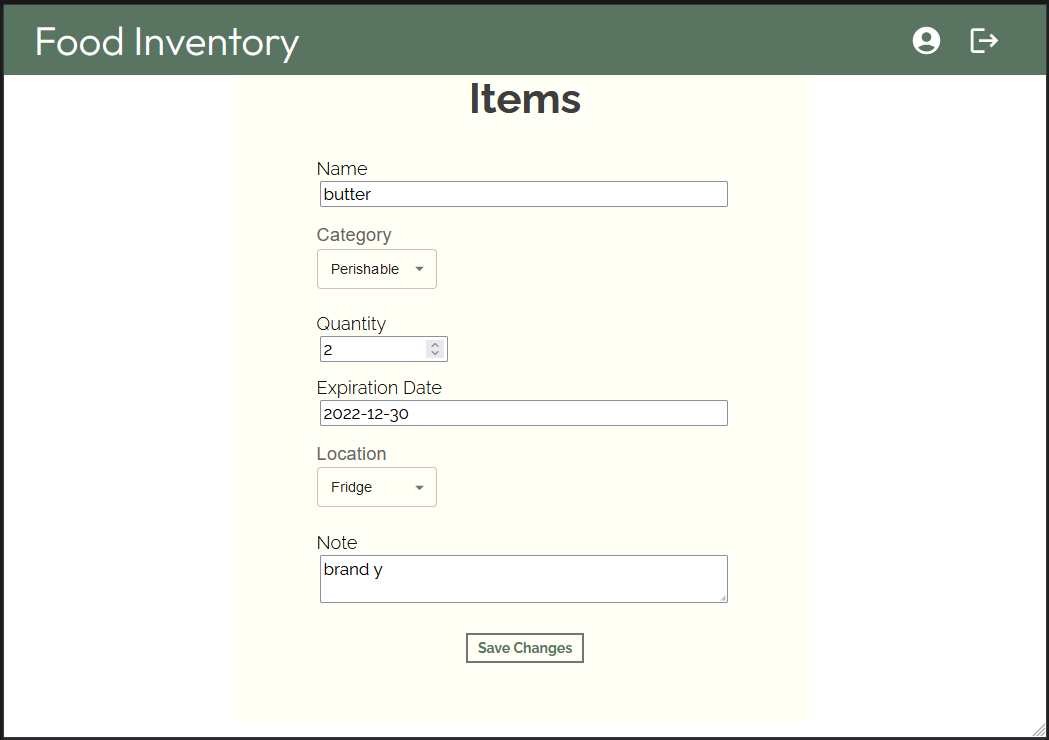 Food Inventory
Items
Name
butter
Category
Perishable
Quantity
2
Expiration Date
2022-12-30
Location
Fridge
Note
brand y
Save Changes